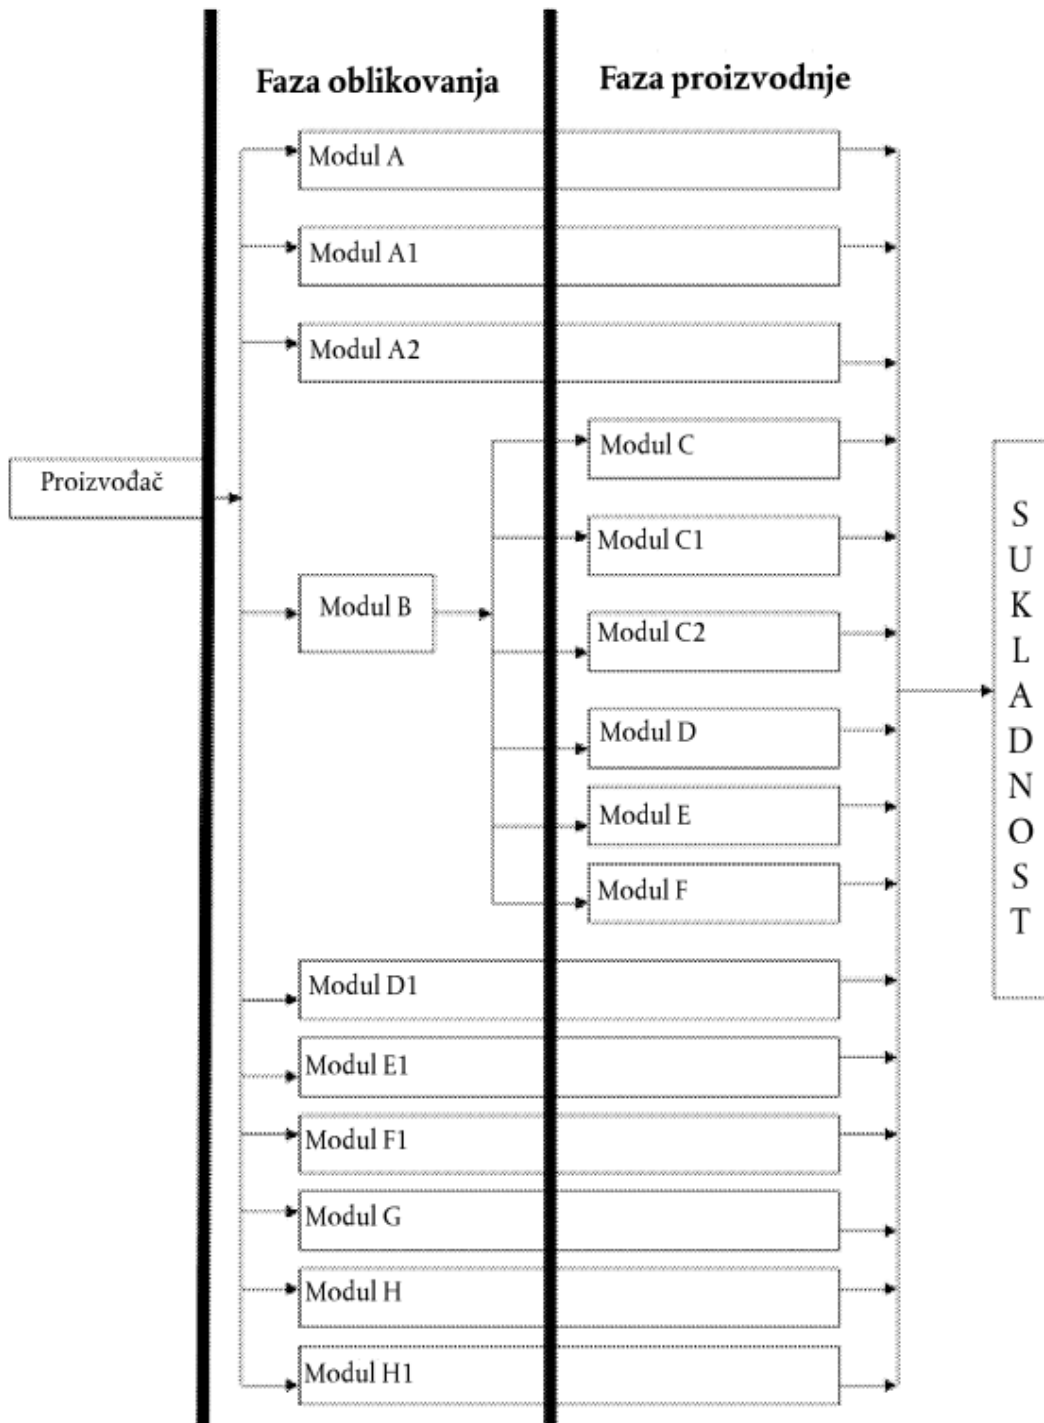 Faza oblikovanja
Faza proizvodnje
Modul A
Modul A1
Modul A2
Proizvođač
Modul B
Modul C
Modul C1
Modul C2
Modul D
Modul E
Modul F
Modul D1
Modul E1
Modul F1
Modul G
Modul H
Modul H1
SUKLADNOST